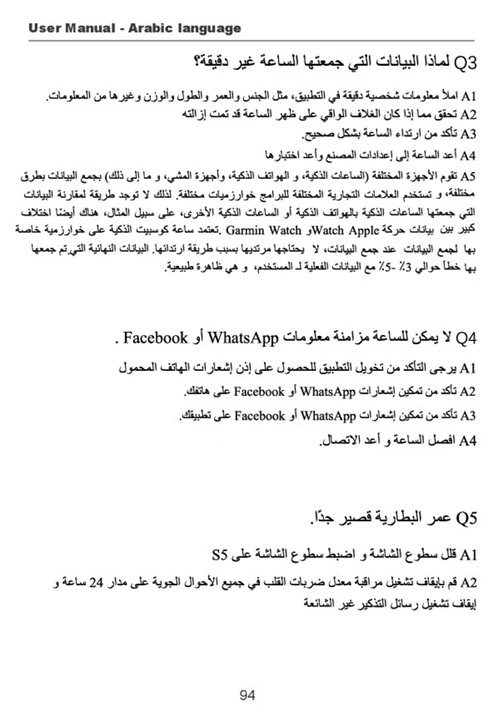 User Manual - Arabic language
Q3 لماذا البيانات التي جمعتها الساعة غير دقيقة؟
A1 املأ معلومات شخصية دقيقة في التطبيق، مثل الجنس والعمر والطول والوزن وغيرها من المعلومات.
A2 تحقق مما إذا كان الغلاف الواقي على ظهر الساعة قد تمت إزالته
A3 تأكد من ارتداء الساعة بشكل صحيح.
A4 أعد الساعة إلى إعدادات المصنع وأعد اختبارها
A5 تقوم الأجهزة المختلفة (الساعات الذكية، و الهواتف الذكية، وأجهزة المشي، و ما إلى ذلك) بجمع البيانات بطرق
مختلفة، و تستخدم العلامات التجارية المختلفة للبرامج خوارزميات مختلفة. لذلك لا توجد طريقة لمقارنة البيانات
التي جمعتها الساعات الذكية بالهواتف الذكية أو الساعات الذكية الأخرى، على سبيل المثال، هناك أيضًا اختلاف
كبير بين بيانات حركة Watch Appleو Garmin Watch .تعتمد ساعة كوسبيت الذكية على خوارزمية خاصة
بها لجمع البيانات عند جمع البيانات، لا يحتاجها مرتديها بسبب طريقة ارتدائها. البيانات النهائية التي تم جمعها
بها خطأ حوالي 3٪ -5٪ مع البيانات الفعلية لـ المستخدم، و هي ظاهرة طبيعية.
Q4 لا يمكن للساعة مزامنة معلومات WhatsApp أو Facebook .
A1 يرجى التأكد من تخويل التطبيق للحصول على إذن إشعارات الهاتف المحمول
A2 تأكد من تمكين إشعارات WhatsApp أو Facebook على هاتفك.
A3 تأكد من تمكين إشعارات WhatsApp أو Facebook على تطبيقك.
A4 افصل الساعة و أعد الاتصال.
Q5 عمر البطارية قصير جدًا.
A1 قلل سطوع الشاشة و اضبط سطوع الشاشة على S5
A2 قم بإيقاف تشغيل مراقبة معدل ضربات القلب في جميع الأحوال الجوية على مدار 24 ساعة و
إيقاف تشغيل رسائل التذكير غير الشائعة
94